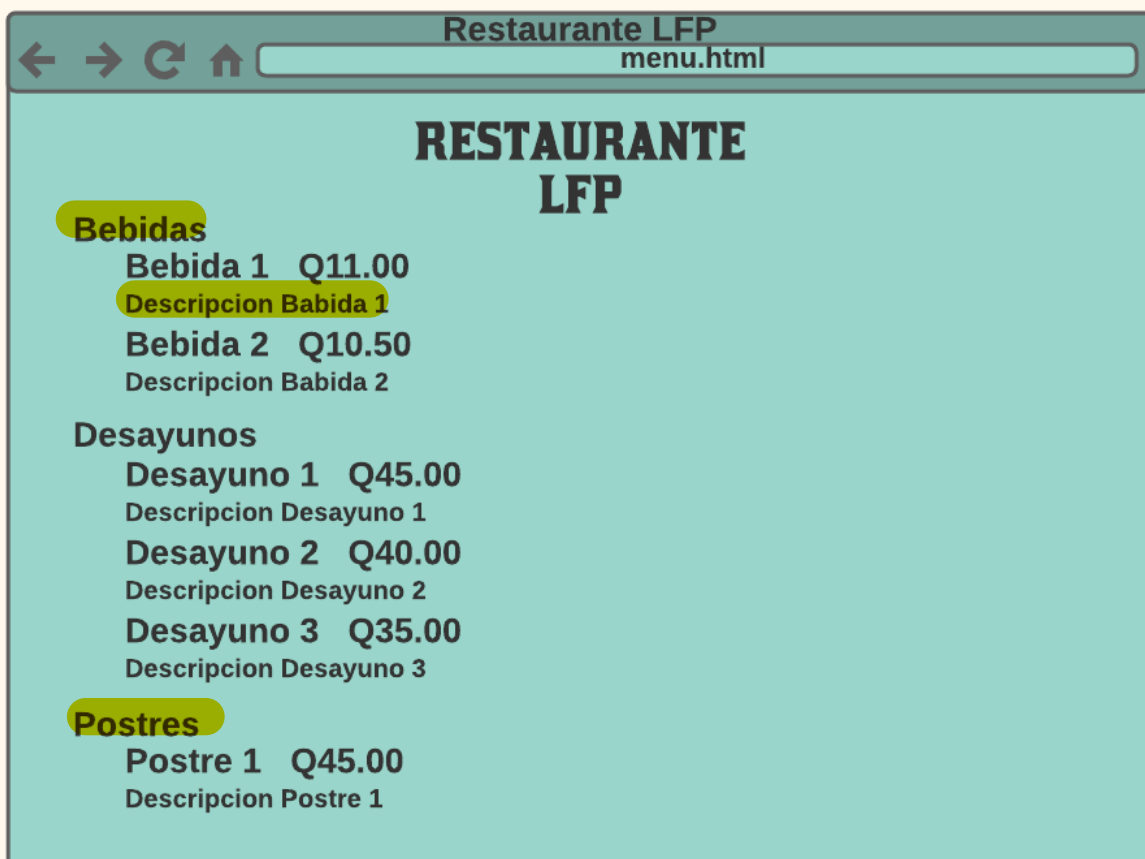 Restaurante LFP
menu.html
RESTAURANTE
LFP
Bebidas
Bebida 1 Q11.00
Descripcion Babida 1
Bebida 2 Q10.50
Descripcion Babida 2
Desayunos
Desayuno 1 Q45.00
Descripcion Desayuno 1
Desayuno 2 Q40.00
Descripcion Desayuno 2
Desayuno 3 Q35.00
Descripcion Desayuno 3
Postres
Postre 1 Q45.00
Descripcion Postre 1